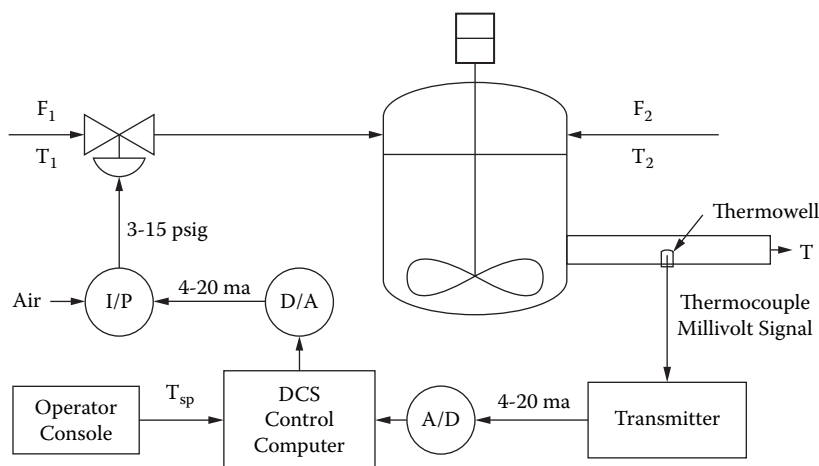 F₁
T₁
F₂
T₂
Thermowell
T
3-15 psig
Air
I/P
4-20 ma
D/A
Thermocouple
Millivolt Signal
Operator
Console
Tsp
DCS
Control
Computer
A/D
4-20 ma
Transmitter